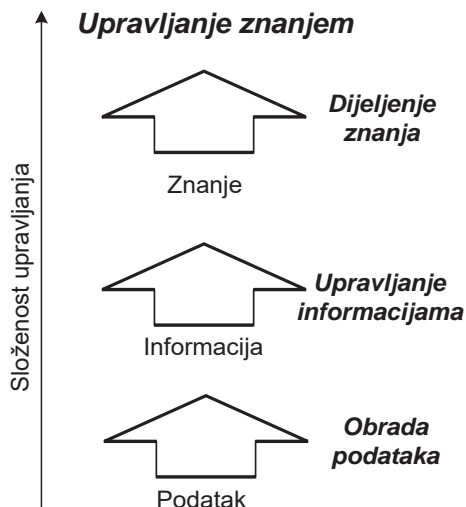 Upravljanje znanjem
Dijeljenje
znanja
Znanje
Složenost upravljanja
Upravljanje
informacijama
Informacija
Obrada
podataka
Podatak